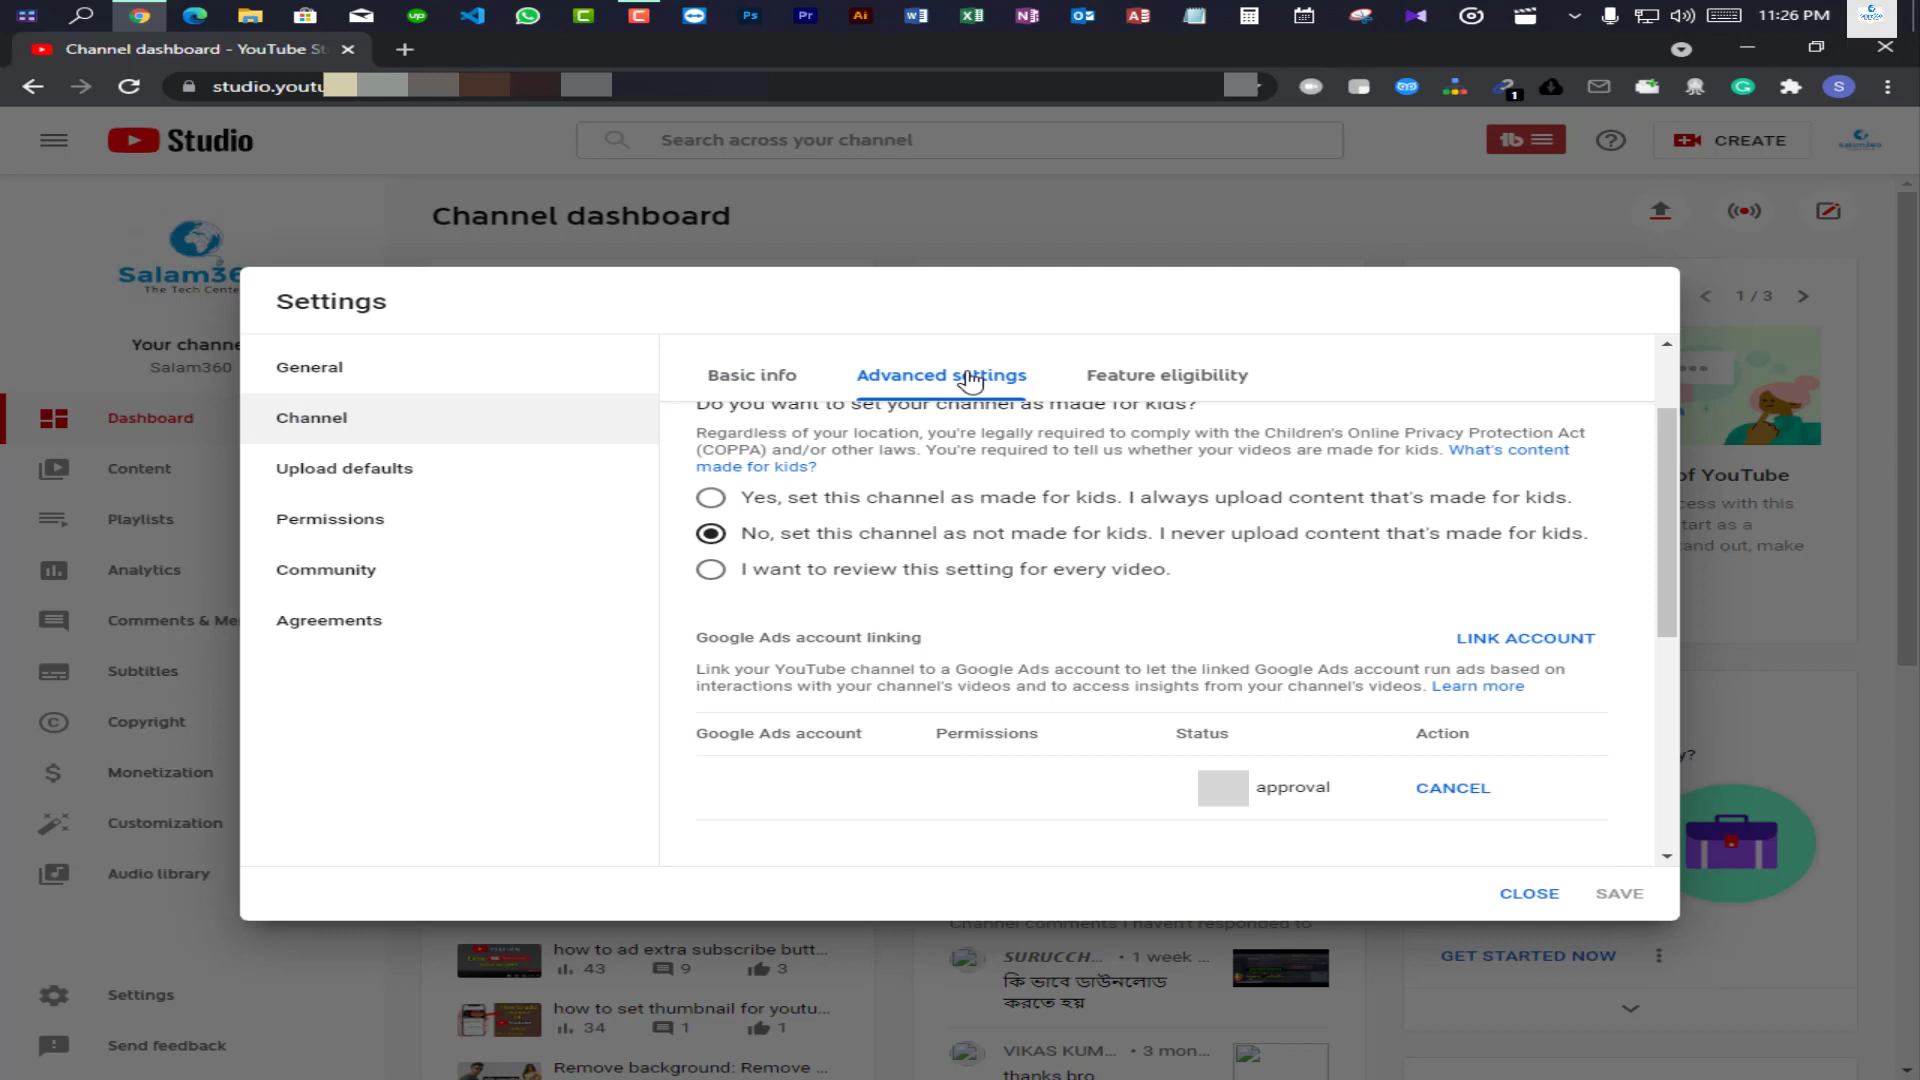 11:26 PM
Channel dashboard - YouTube St
studio.youtu
1
S
Studio
Search across your channel
CREATE
Salam360
Channel dashboard
Salam36
The Tech Cente
Your channe
Salam360
Dashboard
Content
Playlists
Analytics
Comments & Me
Subtitles
Copyright
Monetization
Customization
Audio library
Settings
Send feedback
Settings
General
Channel
Upload defaults
Permissions
Community
Agreements
Basic info
Advanced settings
Feature eligibility
Do you want to set your channel as made for kids?
Regardless of your location, you're legally required to comply with the Children's Online Privacy Protection Act
(COPPA) and/or other laws. You're required to tell us whether your videos are made for kids. What's content
made for kids?
Yes, set this channel as made for kids. I always upload content that's made for kids.
No, set this channel as not made for kids. I never upload content that's made for kids.
I want to review this setting for every video.
Google Ads account linking
LINK ACCOUNT
Link your YouTube channel to a Google Ads account to let the linked Google Ads account run ads based on
interactions with your channel's videos and to access insights from your channel's videos. Learn more
Google Ads account
Permissions
Status
Action
approval
CANCEL
CLOSE
SAVE
1 / 3
of YouTube
cess with this
tart as a
and out, make
y?
GET STARTED NOW
how to ad extra subscribe butt...
43
9
3
how to set thumbnail for youtu...
34
1
1
Remove background: Remove ...
Channel comments I haven't responded to
SURUCCH... • 1 week ...
কি ভাবে ডাউনলোড
করতে হয়
VIKAS KUM... • 3 mon...
thanks bro